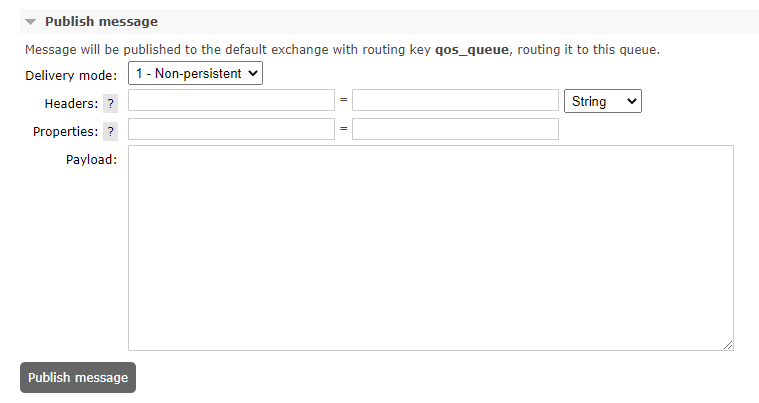 Publish message
Message will be published to the default exchange with routing key qos_queue, routing it to this queue.
Delivery mode: 1 - Non-persistent
Headers: ? = String
Properties: ? =
Payload:
Publish message